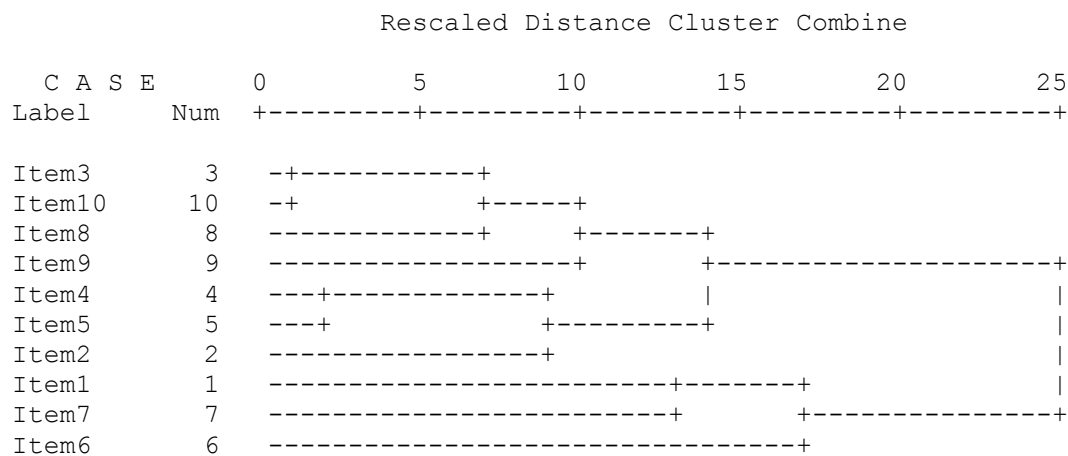 Rescaled Distance Cluster Combine
C A S E 0 5 10 15 20 25
Label Num +---------+---------+---------+---------+---------+
Item3 3 -+-----------+
Item10 10 -+ +-----+
Item8 8 -------------+ +-------+
Item9 9 -------------------+ +---------------------+
Item4 4 ---+-------------+ | |
Item5 5 ---+ +---------+ |
Item2 2 -----------------+ |
Item1 1 -------------------------+-------+ |
Item7 7 -------------------------+ +---------------+
Item6 6 ---------------------------------+